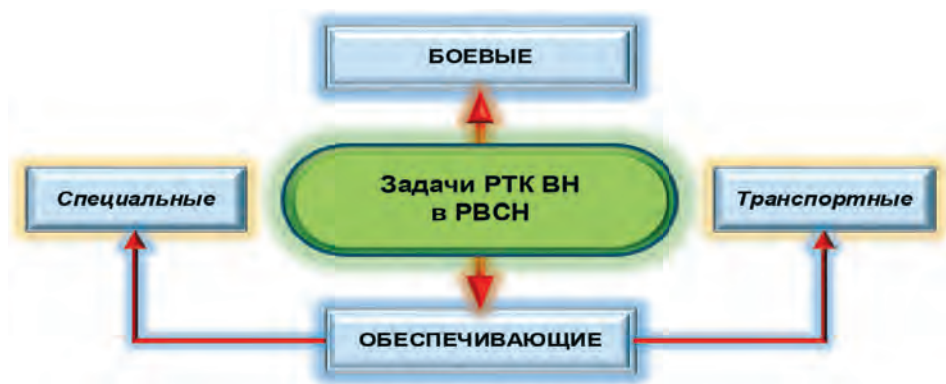 БОЕВЫЕ
Задачи РТК ВН
в РВСН
Специальные
Транспортные
ОБЕСПЕЧИВАЮЩИЕ